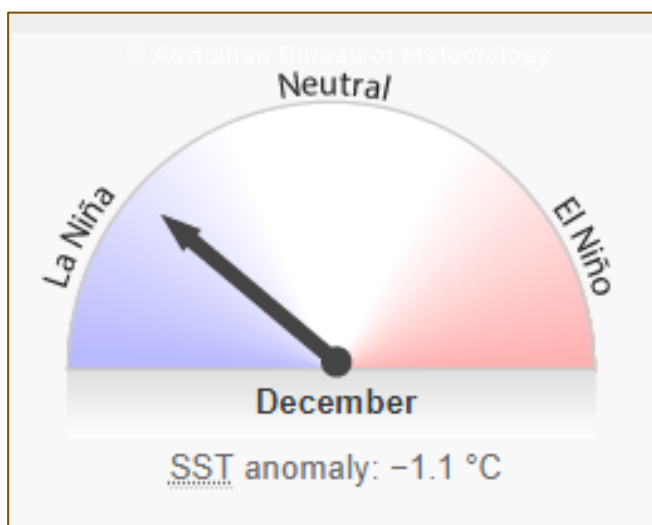 © Australian Bureau of Meteorology
Neutral
La Niña
El Niño
December
SST anomaly: −1.1 °C